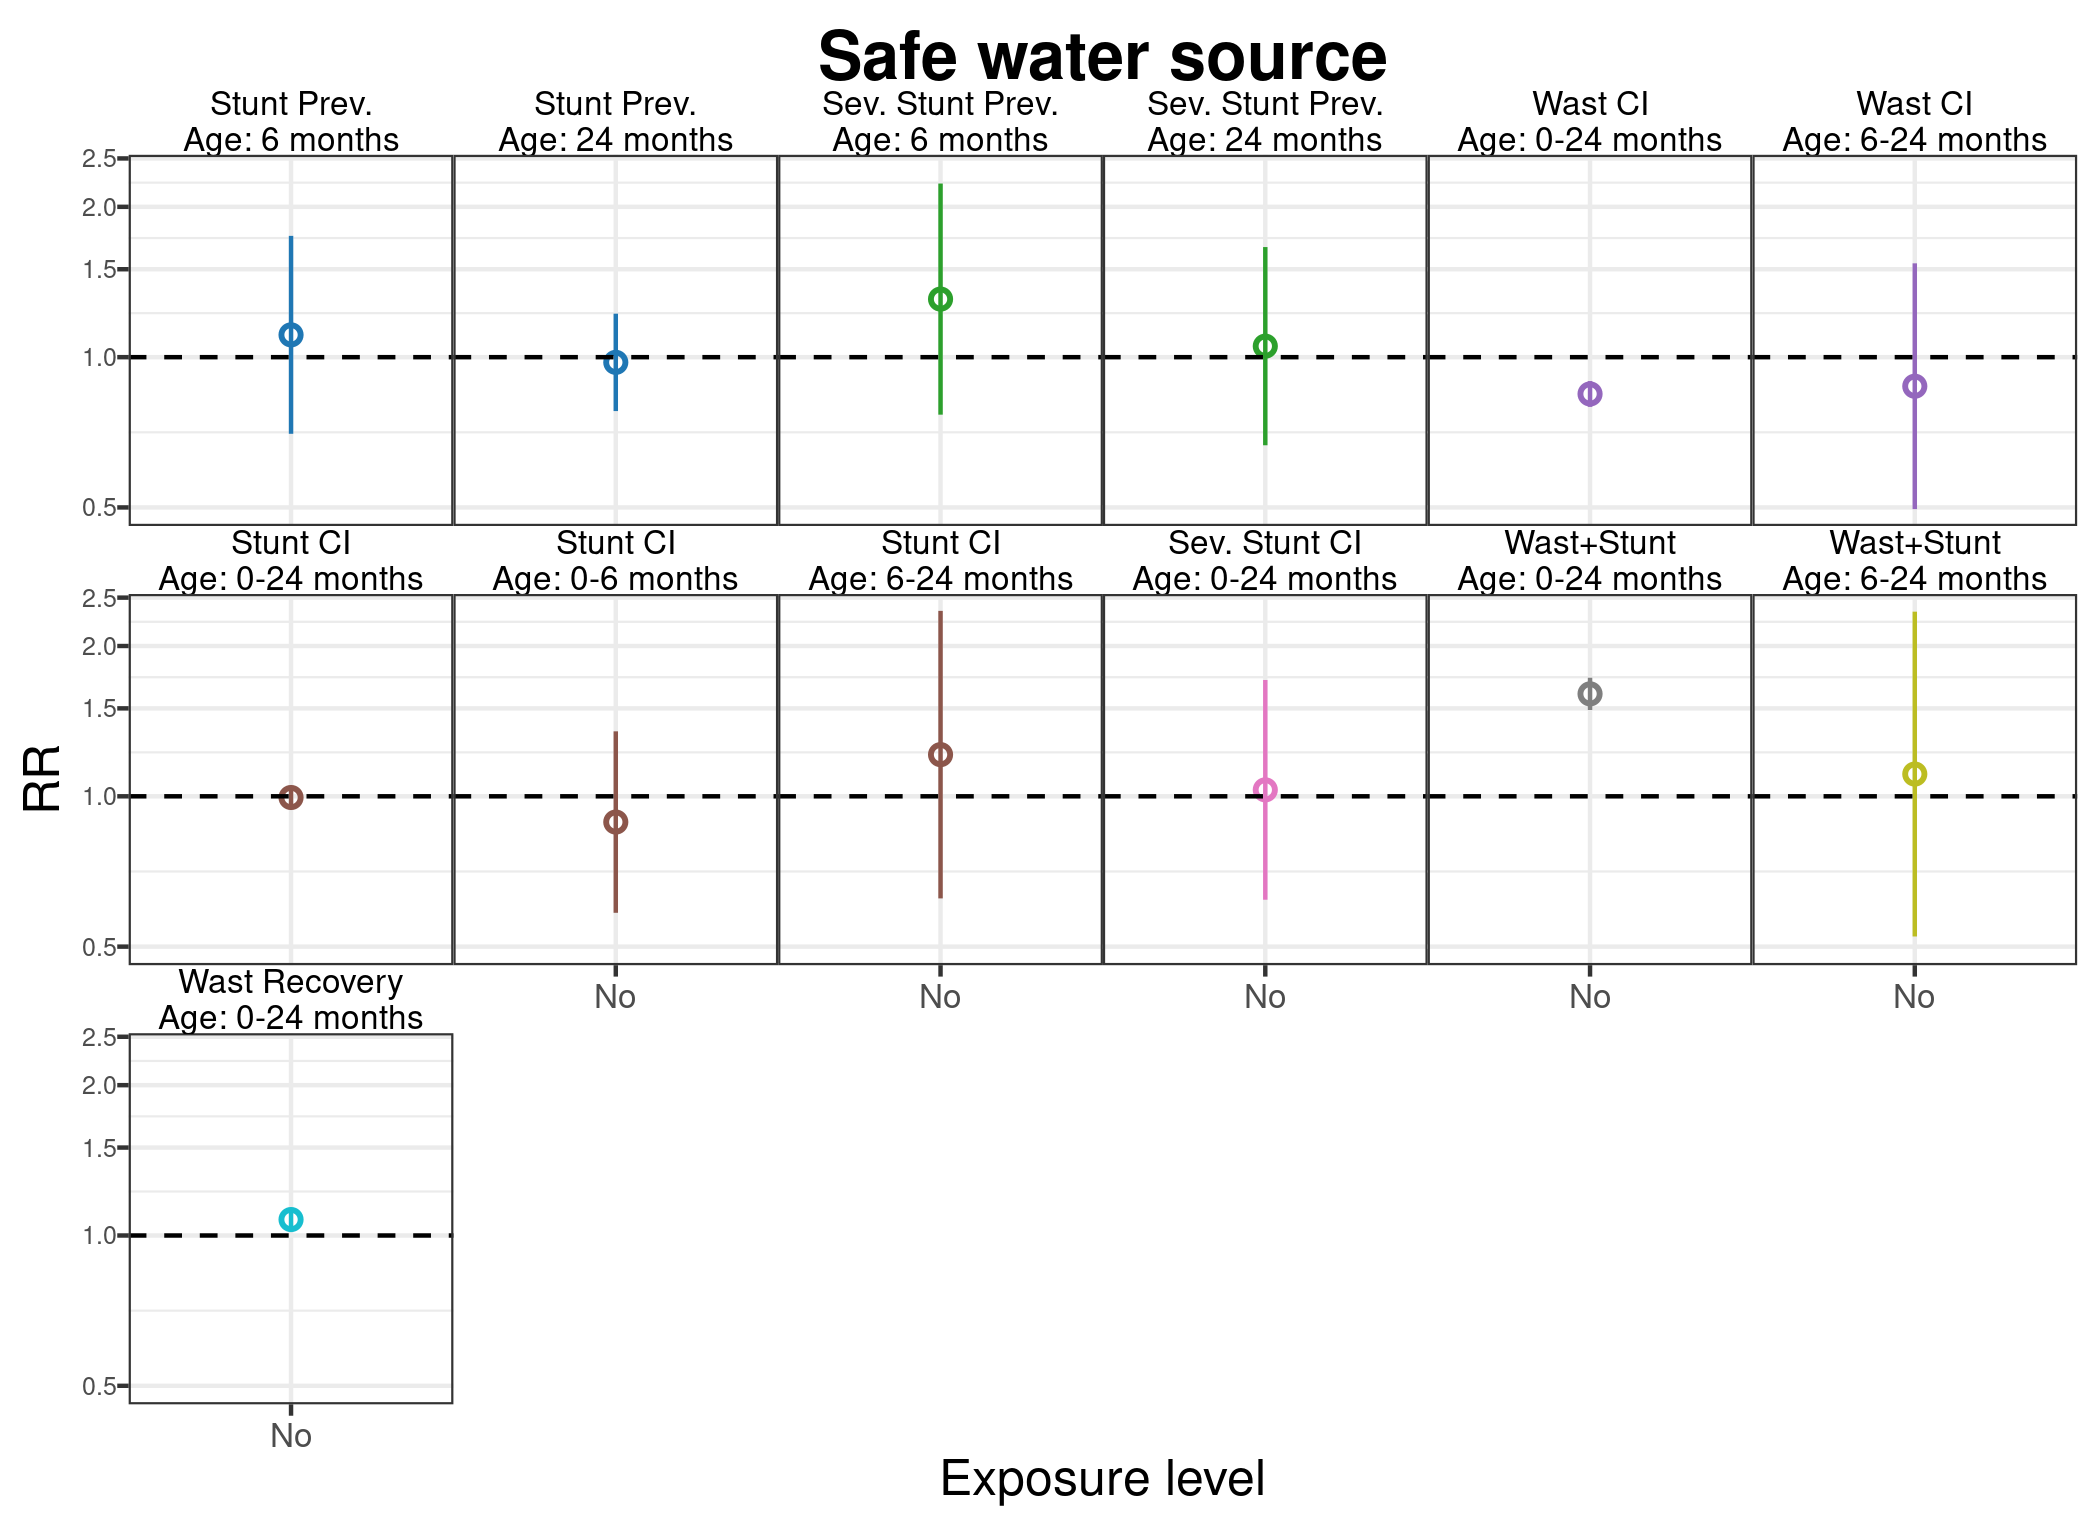 Safe water source
Stunt Prev.
Age: 6 months
Stunt Prev.
Age: 24 months
Sev. Stunt Prev.
Age: 6 months
Sev. Stunt Prev.
Age: 24 months
Wast CI
Age: 0-24 months
Wast CI
Age: 6-24 months
2.5
2.0
1.5
1.0
0.5
Stunt CI
Age: 0-24 months
Stunt CI
Age: 0-6 months
Stunt CI
Age: 6-24 months
Sev. Stunt CI
Age: 0-24 months
Wast+Stunt
Age: 0-24 months
Wast+Stunt
Age: 6-24 months
RR
2.5
2.0
1.5
1.0
0.5
No
No
No
No
No
Wast Recovery
Age: 0-24 months
2.5
2.0
1.5
1.0
0.5
No
Exposure level